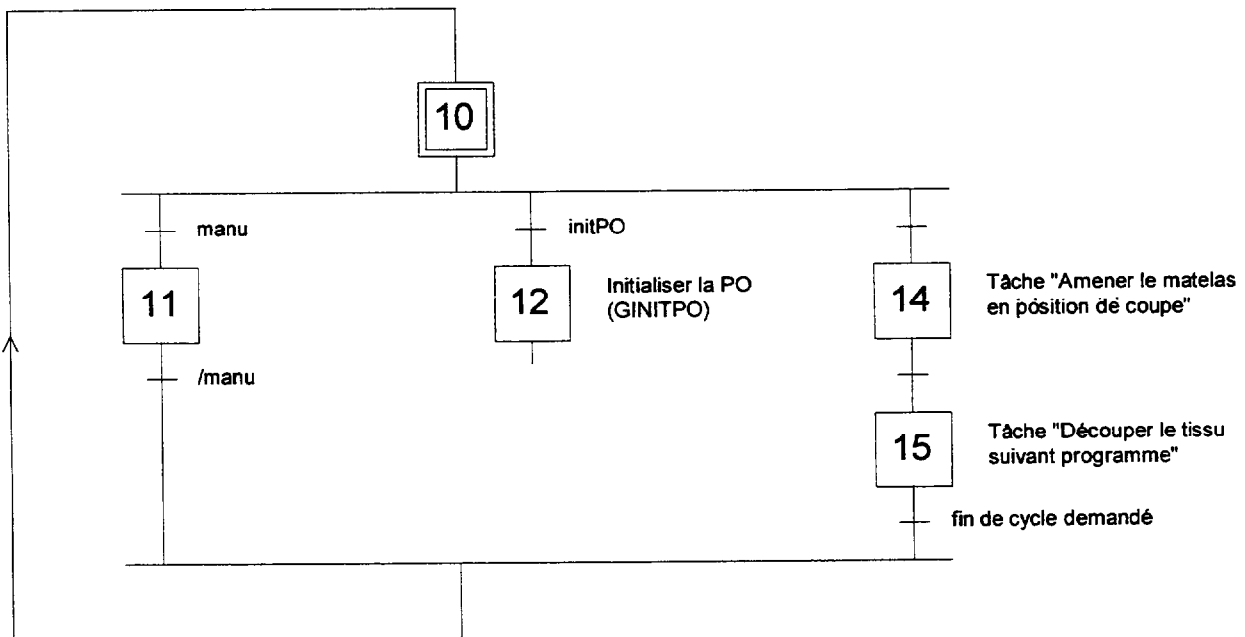 10
manu
initPO
11
12
Initialiser la PO
(GINITPO)
14
Tâche "Amener le matelas
en position de coupe"
/manu
15
Tâche "Découper le tissu
suivant programme"
fin de cycle demandé